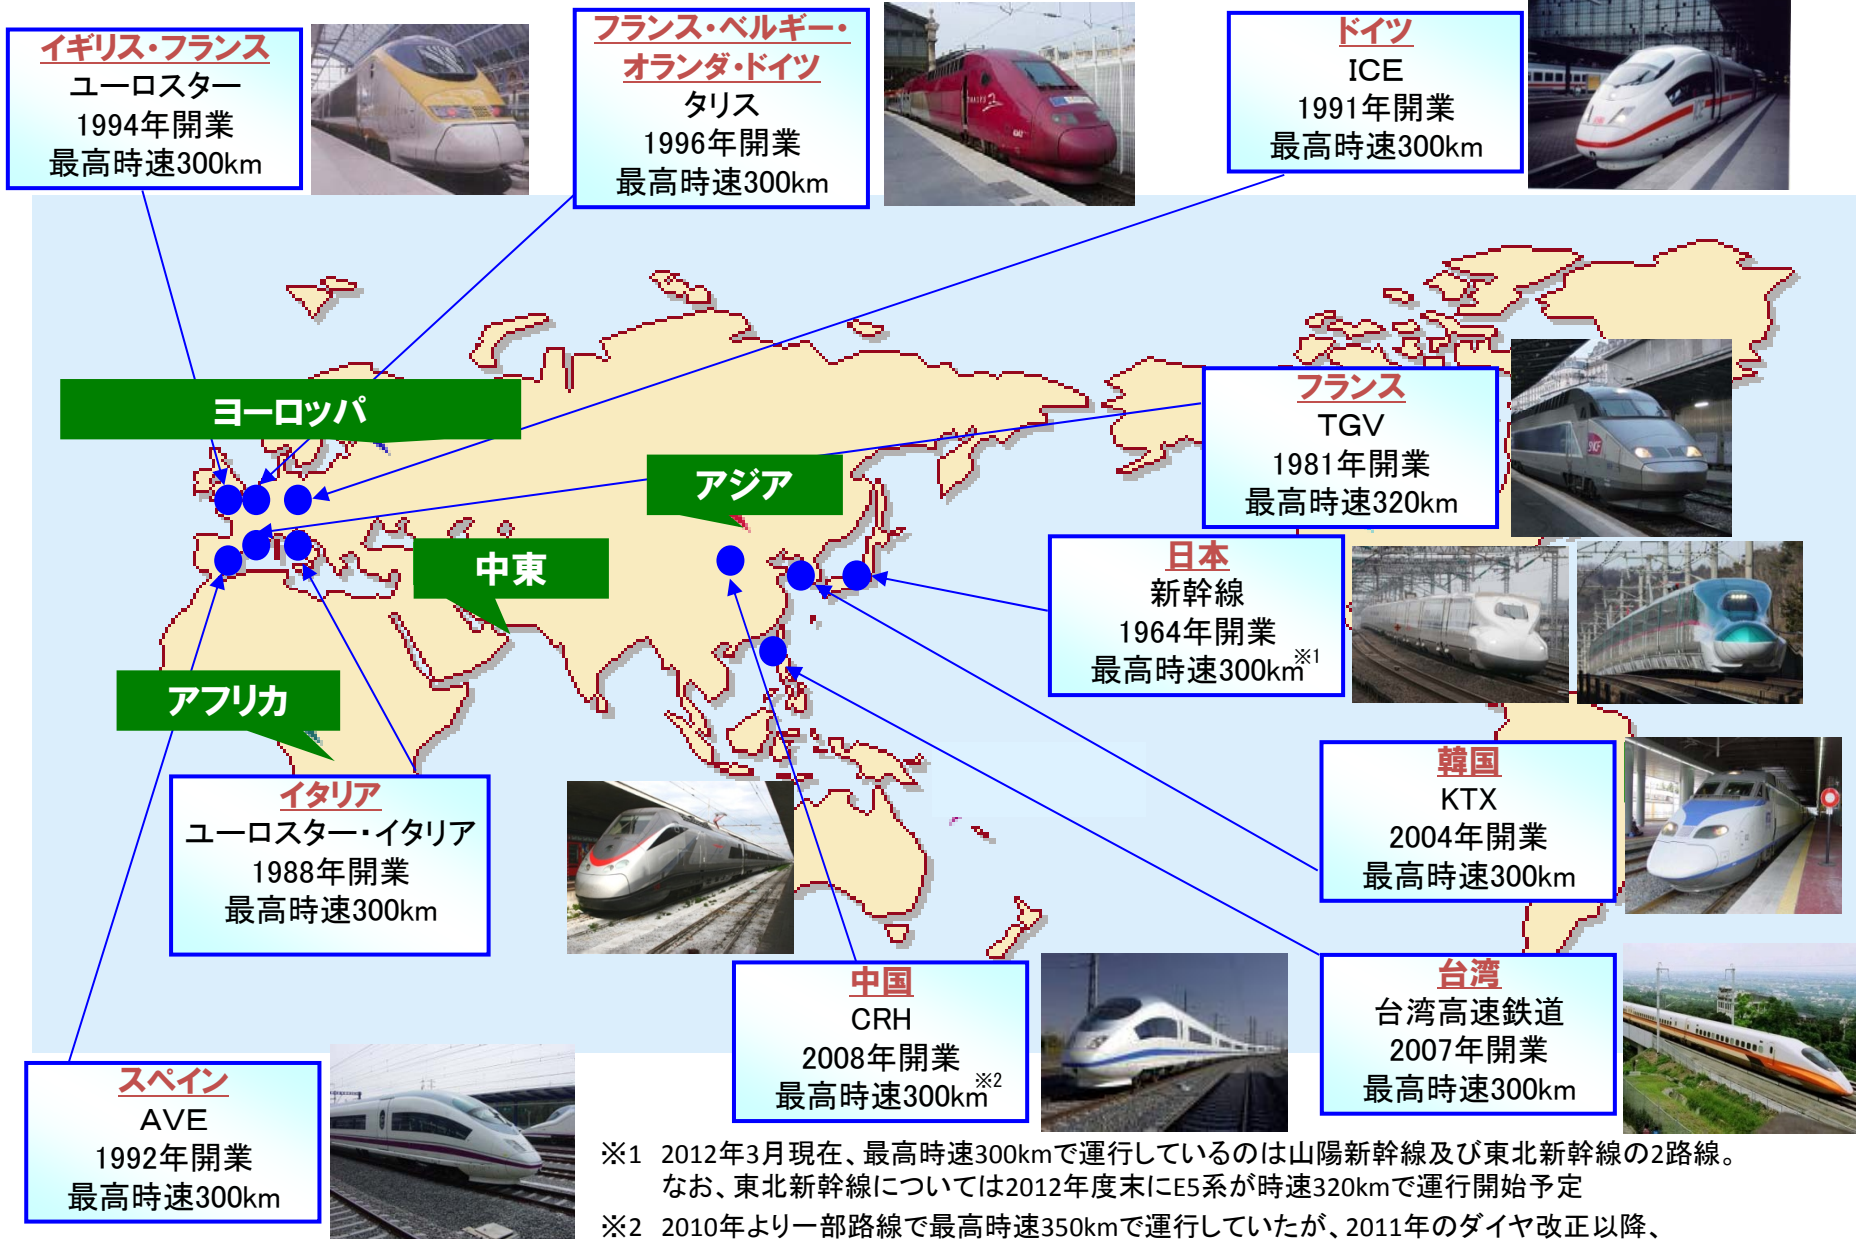 イギリス・フランス
ユーロスター
1994年開業
最高時速300km
フランス・ベルギー・
オランダ・ドイツ
タリス
1996年開業
最高時速300km
ドイツ
ICE
1991年開業
最高時速300km
ヨーロッパ
フランス
TGV
1981年開業
最高時速320km
アジア
中東
日本
新幹線
1964年開業
最高時速300km※1
アフリカ
イタリア
ユーロスター・イタリア
1988年開業
最高時速300km
韓国
KTX
2004年開業
最高時速300km
中国
CRH
2008年開業
最高時速300km※2
台湾
台湾高速鉄道
2007年開業
最高時速300km
スペイン
AVE
1992年開業
最高時速300km
※1 2012年3月現在、最高時速300kmで運行しているのは山陽新幹線及び東北新幹線の2路線。
なお、東北新幹線については2012年度末にE5系が時速320kmで運行開始予定
※2 2010年より一部路線で最高時速350kmで運行していたが、2011年のダイヤ改正以降、